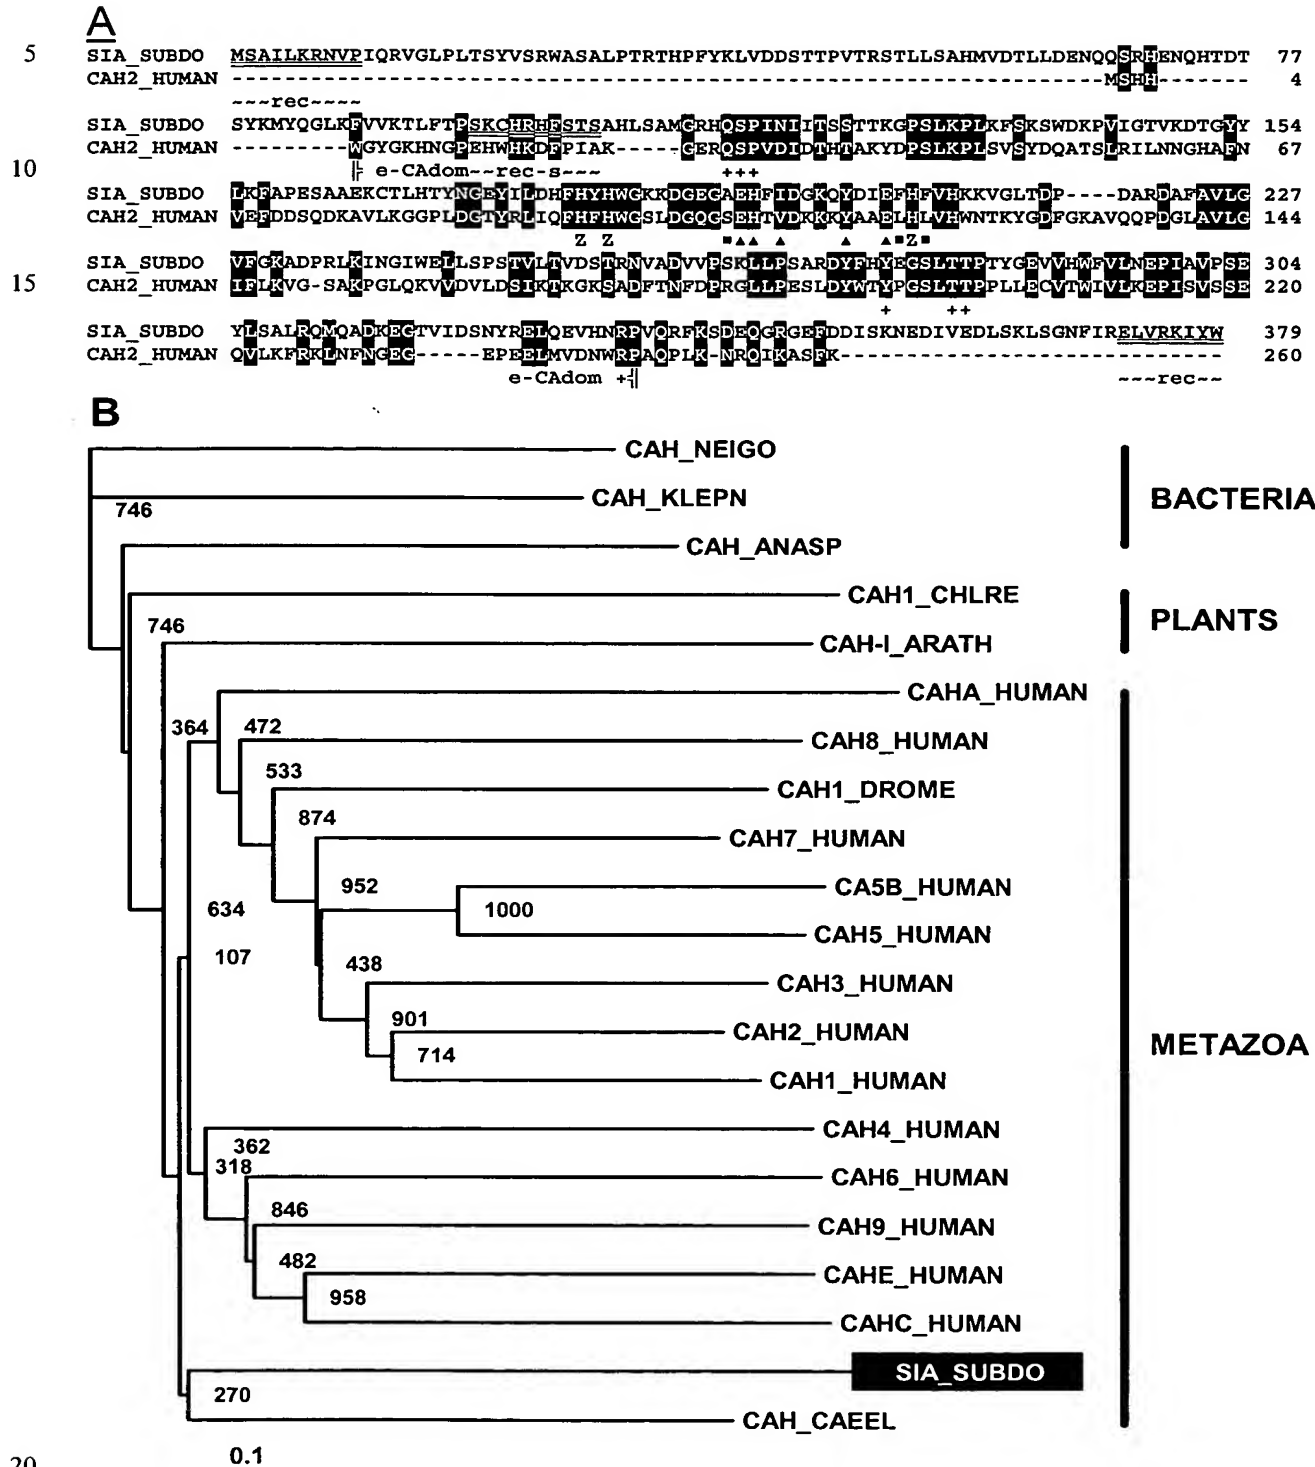 A
5 SIA_SUBDO MSAILKRNVPIQRVGLPLTSYVSRWASALPTRTHPFYKLVDDSTTPVTRSTLLSAHMVDTLLDENQQSRHENQHTDT 77
CAH2_HUMAN ------------------------------------------------------------------MSHH------- 4
~~~rec~~~~
SIA_SUBDO SYKMYQGLKFVVKTLFTPSKCHRHFSTSAHLSAMGRHQSPINIITSSTTKGPSLKPLKFSKSWDKPVIGTVKDTGYY 154
CAH2_HUMAN ---------WGYGKHNGPEHWHKDFPIAK-----GERQSPVDIDTHTAKYDPSLKPLSVSYDQATSLRILNNGHAFN 67
10 ╟ e-CAdom~~rec-s~~~ +++
SIA_SUBDO LKFAPESAAEKCTLHTYNGEYILDHFHYHWGKKDGEGAEHFIDGKQYDIEFHFVHKKVGLTDP----DARDAFAVLG 227
CAH2_HUMAN VEFDDSQDKAVLKGGPLDGTYRLIQFHFHWGSLDGQGSEHTVDKKKYAAELHLVHWNTKYGDFGKAVQQPDGLAVLG 144
Z Z ■▲▲ ▲ ▲ ▲■Z■
SIA_SUBDO VFGKADPRLKINGIWELLSPSTVLTVDSTRNVADVVPSKLLPSARDYFHYEGSLTTPTYGEVVHWFVLNEPIAVPSE 304
15 CAH2_HUMAN IFLKVG-SAKPGLQKVVDVLDSIKTKGKSADFTNFDPRGLLPESLDYWTYPGSLTTPPLLECVTWIVLKEPISVSSE 220
+ ++
SIA_SUBDO YLSALRQMQADKEGTVIDSNYRELQEVHNRPVQRFKSDEQGRGEFDDISKNEDIVEDLSKLSGNFIRELVRKIYW 379
CAH2_HUMAN QVLKFRKLNFNGEG-----EPEELMVDNWRPAQPLK-NRQIKASFK----------------------------- 260
e-CAdom +╢ ~~~rec~~
B
CAH_NEIGO
CAH_KLEPN
BACTERIA
746
CAH_ANASP
CAH1_CHLRE
PLANTS
746
CAH-I_ARATH
CAHA_HUMAN
364 472 CAH8_HUMAN
533
CAH1_DROME
874
CAH7_HUMAN
952 CA5B_HUMAN
634 1000
CAH5_HUMAN
107
438
CAH3_HUMAN
901
CAH2_HUMAN
METAZOA
714
CAH1_HUMAN
CAH4_HUMAN
362
318
CAH6_HUMAN
846
CAH9_HUMAN
482
CAHE_HUMAN
958
CAHC_HUMAN
SIA_SUBDO
270
CAH_CAEEL
0.1